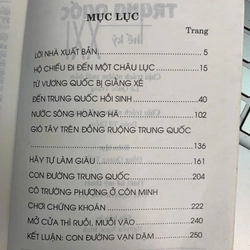 MỤC LỤC
Trang
LỜI NHÀ XUẤT BẢN 5
HỘ CHIẾU ĐI ĐẾN MỘT CHÂU LỤC 15
TỪ VƯƠNG QUỐC BỊ GIẰNG XÉ
ĐẾN TRUNG QUỐC HỒI SINH 40
NƯỚC SÔNG HOÀNG HÀ 102
GIÓ TÂY TRÊN ĐỒNG RUỘNG TRUNG QUỐC
136
HÃY TỰ LÀM GIÀU 161
CON ĐƯỜNG TRUNG QUỐC 204
CÔ TRƯƠNG PHƯỢNG Ở CÔN MINH
CHƠI CHỨNG KHOÁN 222
MỞ CỬA THÌ RUỒI, MUỖI VÀO 240
KẾT LUẬN: CON ĐƯỜNG VẠN DẶM 250